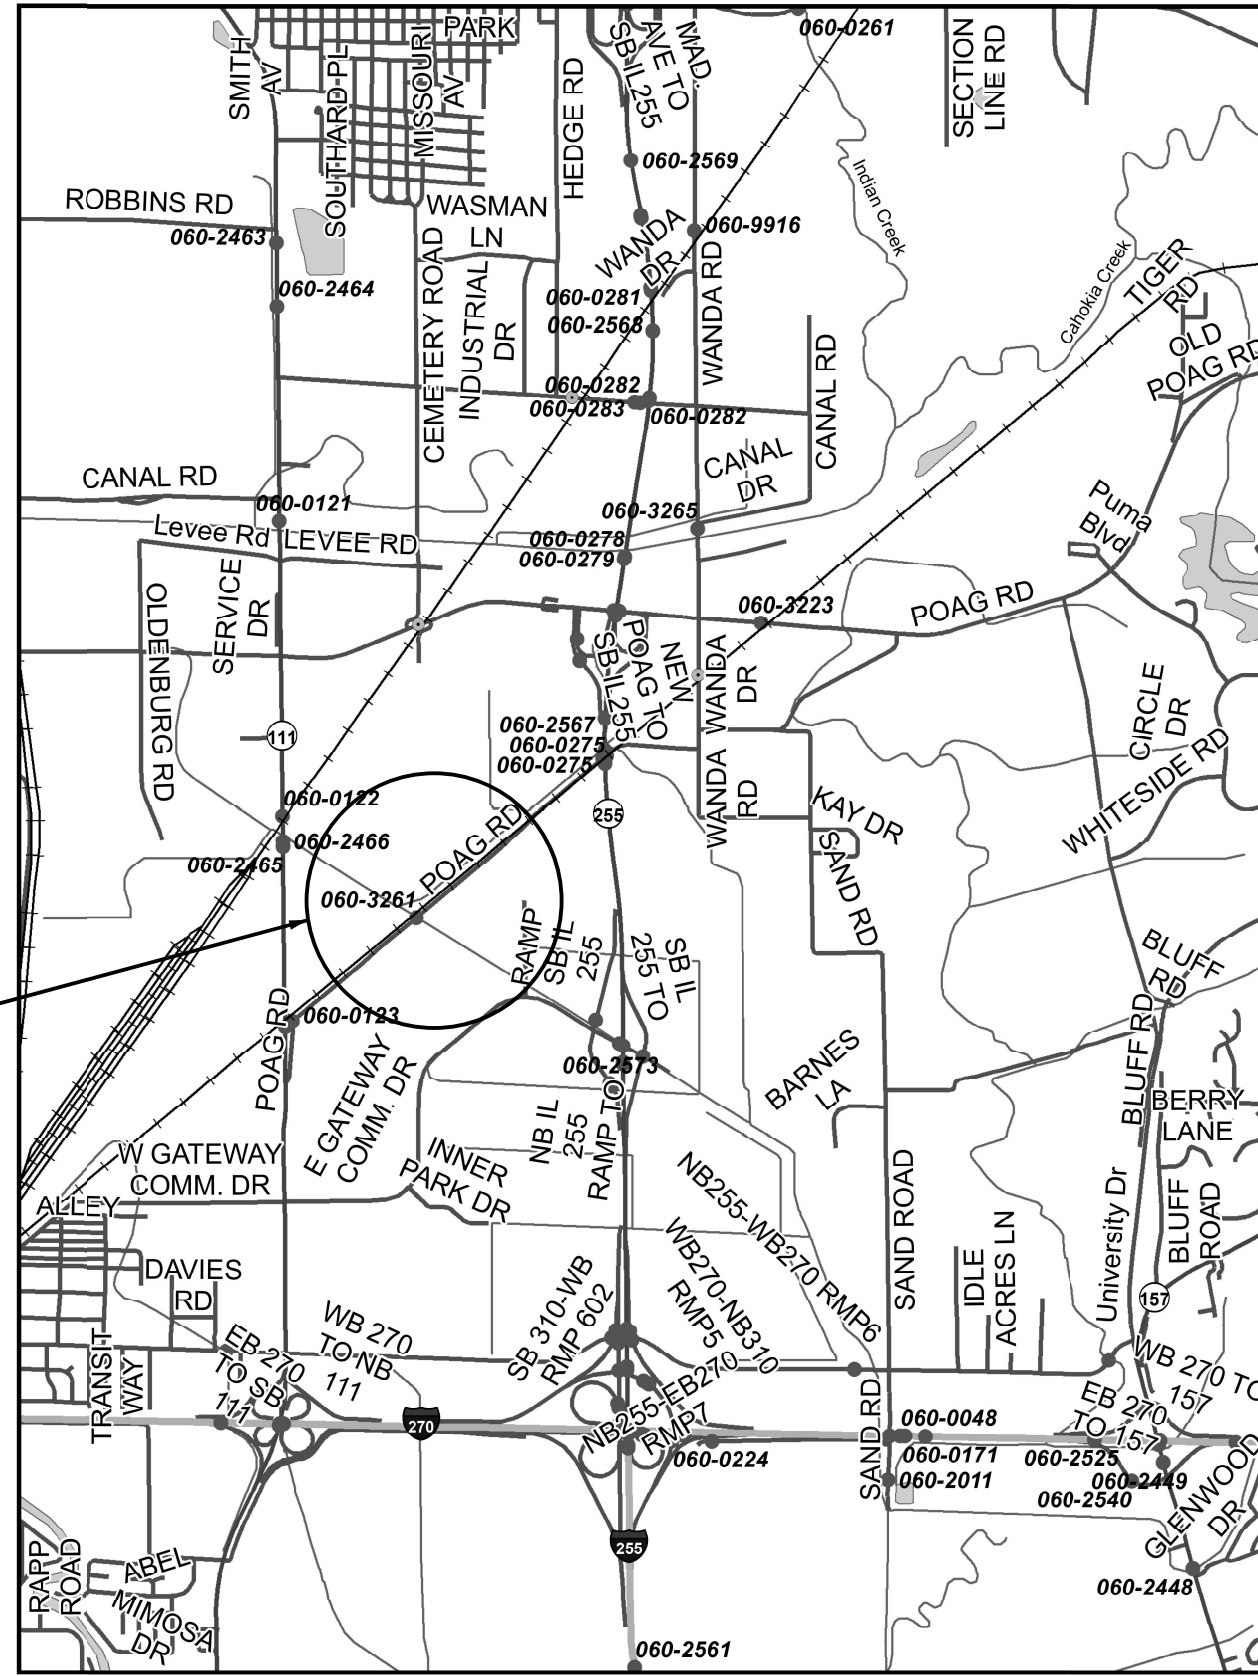 PARK
060-0261
SMITH
AV
SOUTHARD PL
MISSOURI
AV
HEDGE RD
MAD.
AVE TO
SB IL255
SECTION
LINE RD
060-2569
Indian Creek
ROBBINS RD
060-2463
WASMAN
LN
WANDA
DR
060-9916
060-2464
CEMETERY ROAD
INDUSTRIAL
DR
060-0281
060-2568
WANDA RD
Cahokia Creek
TIGER
RD
OLD
POAG RD
060-0282
060-0283
060-0282
CANAL RD
CANAL RD
CANAL
DR
060-0121
060-3265
Levee Rd
LEVEE RD
060-0278
060-0279
Puma
Blvd
OLDENBURG RD
SERVICE
DR
060-3223
POAG RD
SB IL255
POAG TO
NEW
WANDA
DR
CIRCLE
DR
WHITESIDE RD
111
060-2567
060-0275
060-0275
WANDA
RD
255
KAY DR
SAND RD
060-0122
060-2466
060-2465
POAG RD
060-3261
RAMP
SB IL
255
SB IL
255 TO
BLUFF
RD
POAG RD
060-0123
060-2573
E GATEWAY
COMM. DR
BARNES
LA
BLUFF RD
BERRY
LANE
NB IL
255
RAMP TO
W GATEWAY
COMM. DR
INNER
PARK DR
ALLEY
NB255-WB270 RMP6
WB270-NB310
RMP5
SAND ROAD
IDLE
ACRES LN
University Dr
BLUFF
ROAD
157
DAVIES
RD
SB 310-WB
RMP 602
WB 270
TO NB
111
EB 270
TO SB
111
TRANSIT
WAY
270
NB255-EB270
RMP7
060-0224
SAND RD
060-0048
060-0171
060-2011
WB 270 TO
157
EB 270
TO 157
060-2525
060-2449
060-2540
GLENWOOD
DR
RAPP
ROAD
ABEL
MIMOSA
DR
255
060-2448
060-2561